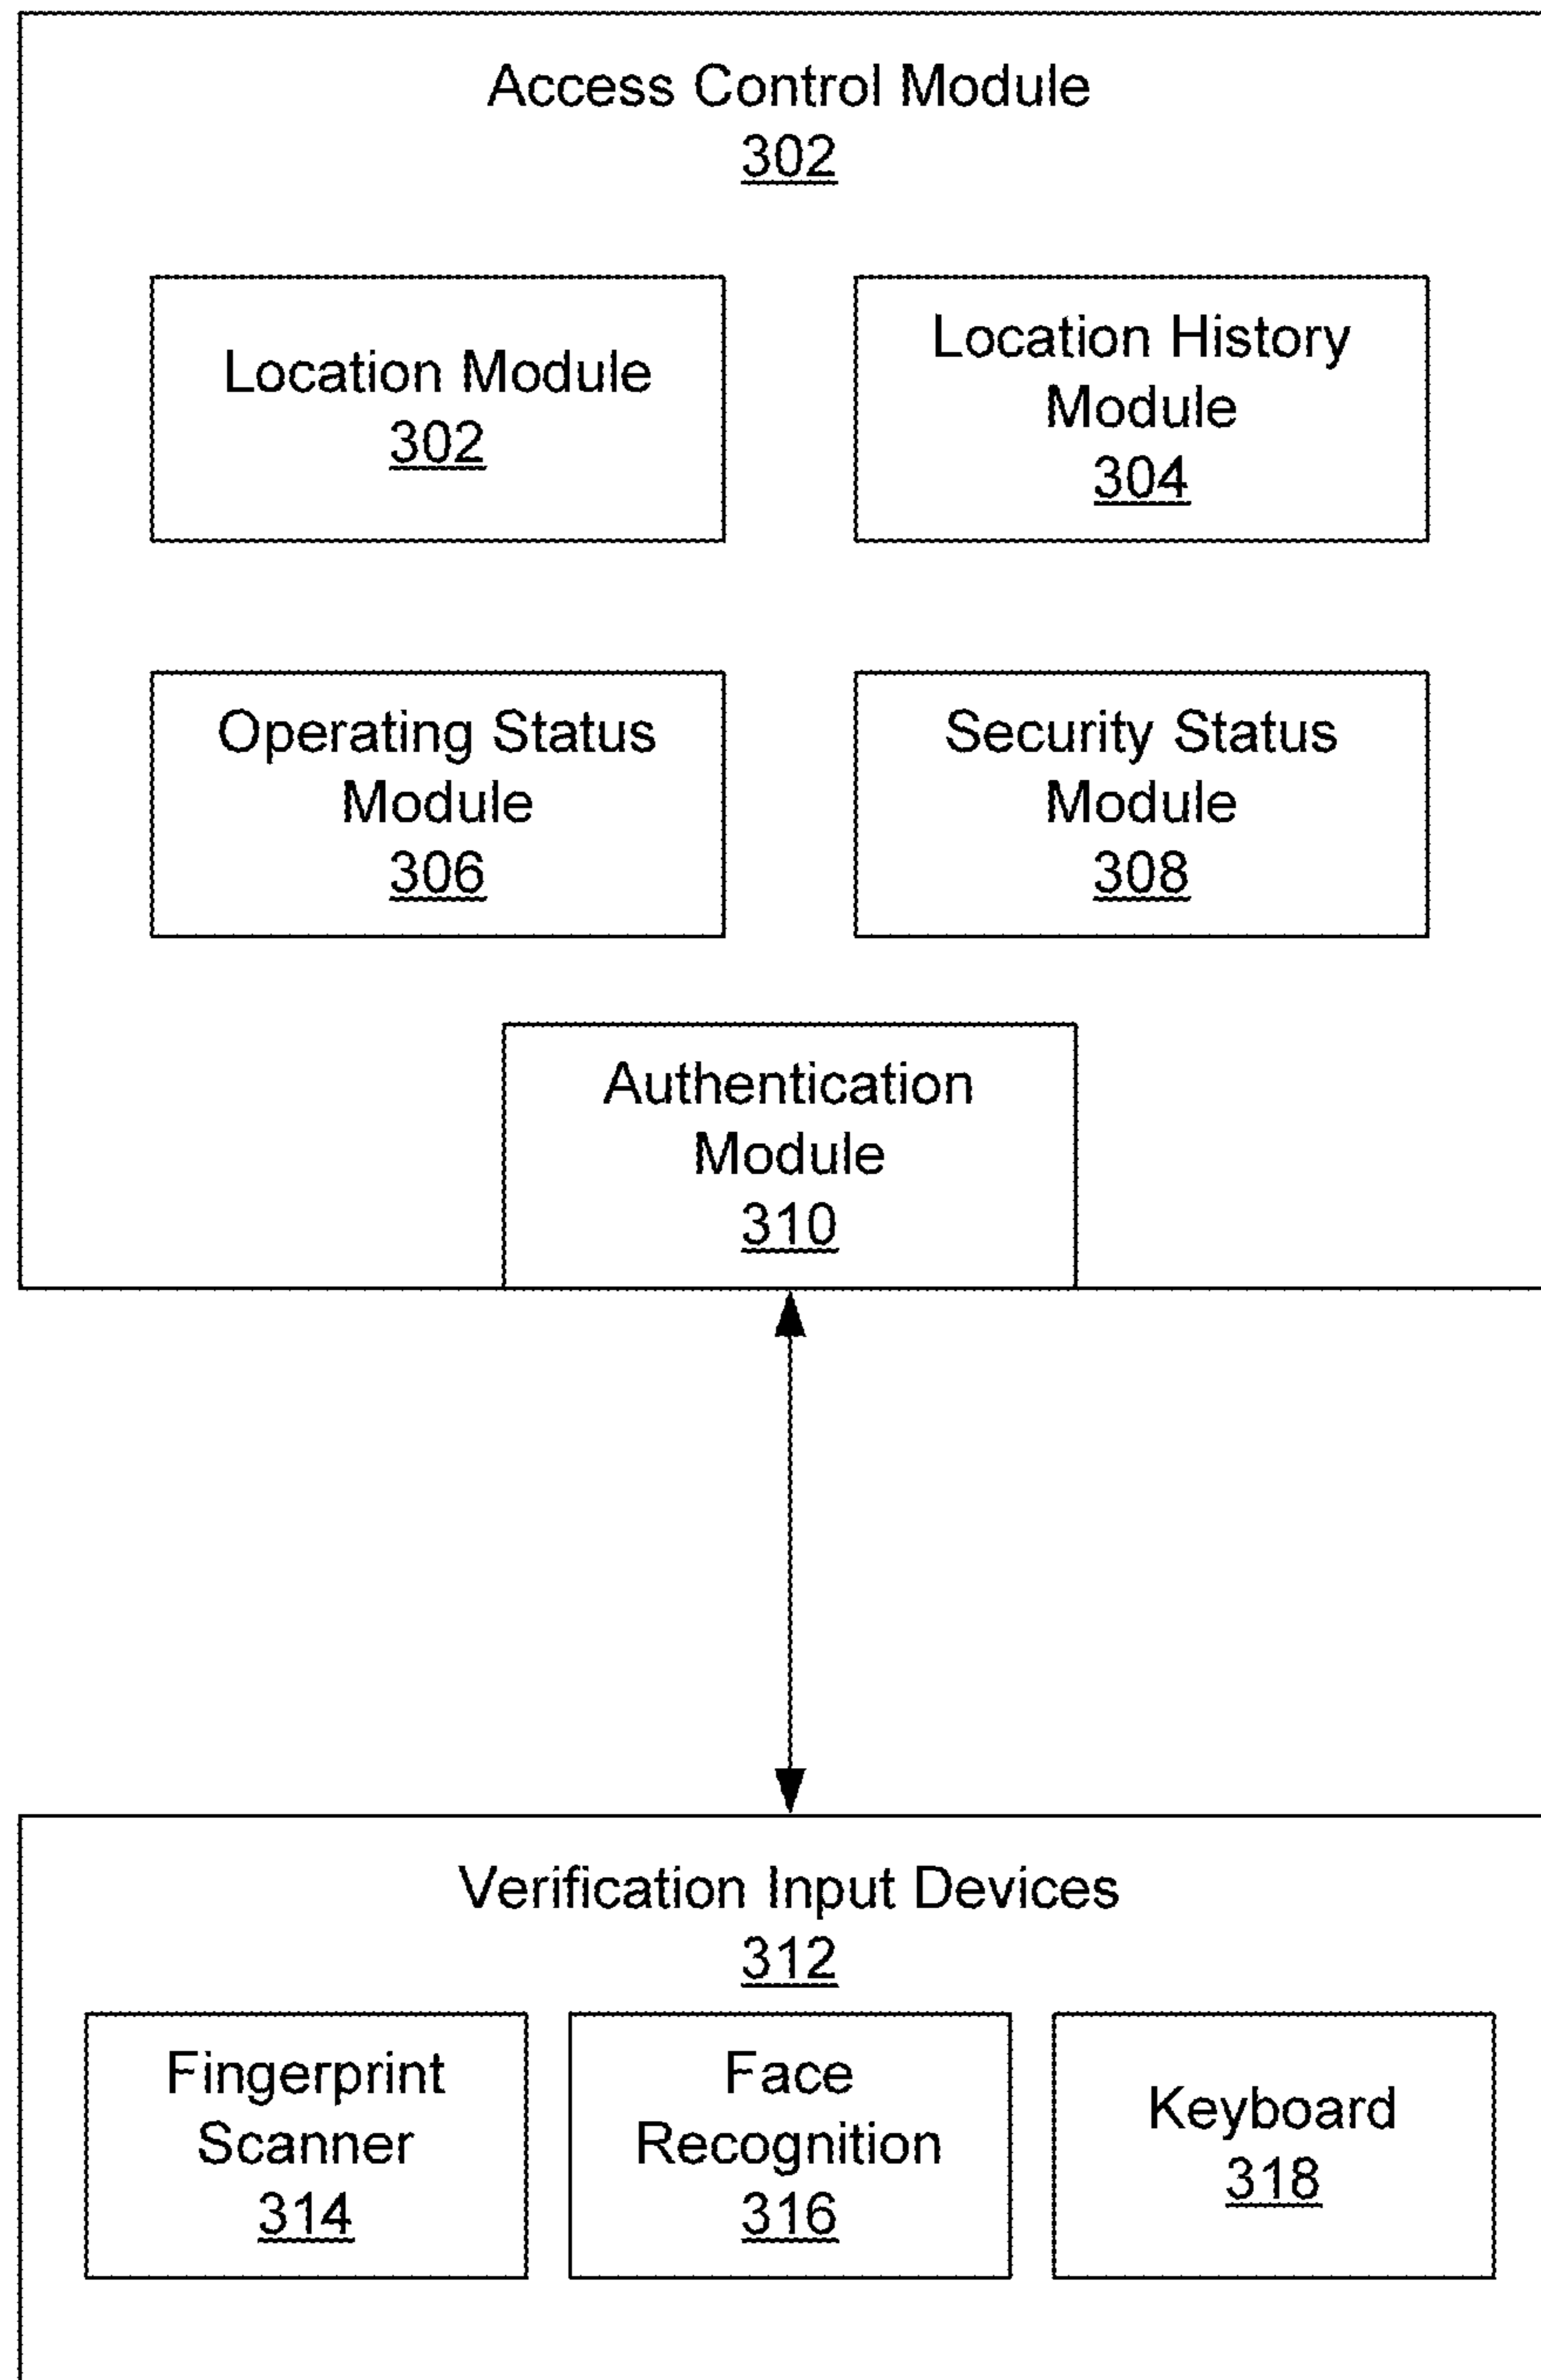 Access Control Module
302
Location Module
302
Location History
Module
304
Operating Status
Module
306
Security Status
Module
308
Authentication
Module
310
Verification Input Devices
312
Fingerprint
Scanner
314
Face
Recognition
316
Keyboard
318